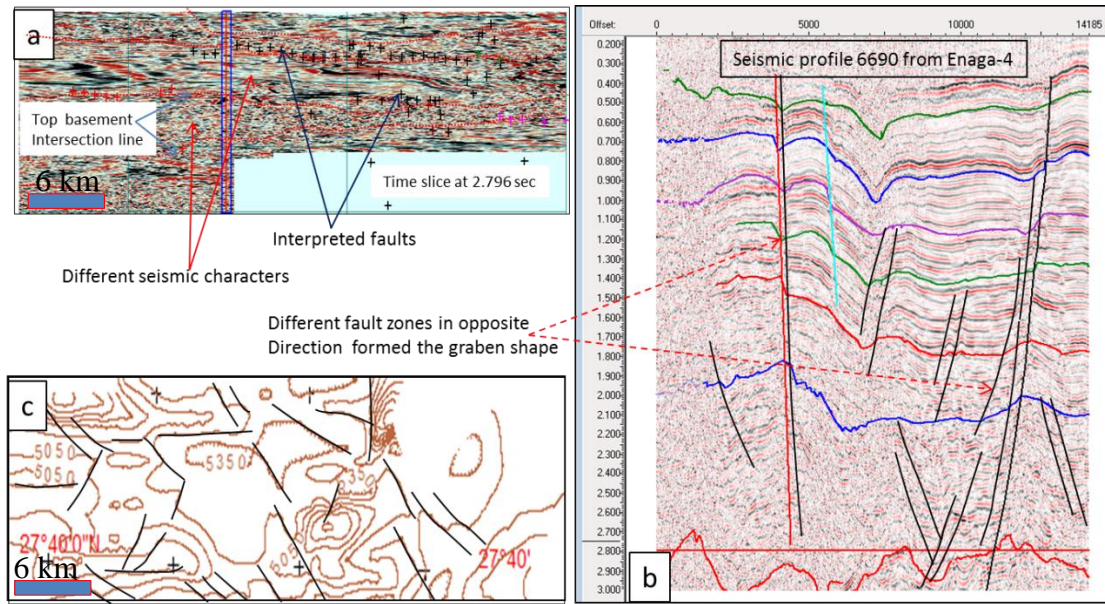 a
Top basement
Intersection line
6 km
Time slice at 2.796 sec
Interpreted faults
Different seismic characters
Different fault zones in opposite
Direction formed the graben shape
c
5050
5050
5350
27°40'0"N
27°40'
6 km
Offset:
0
5000
10000
14185
Seismic profile 6690 from Enaga-4
0.200
0.300
0.400
0.500
0.600
0.700
0.800
0.900
1.000
1.100
1.200
1.300
1.400
1.500
1.600
1.700
1.800
1.900
2.000
2.100
2.200
2.300
2.400
2.500
2.600
2.700
2.800
2.900
3.000
b